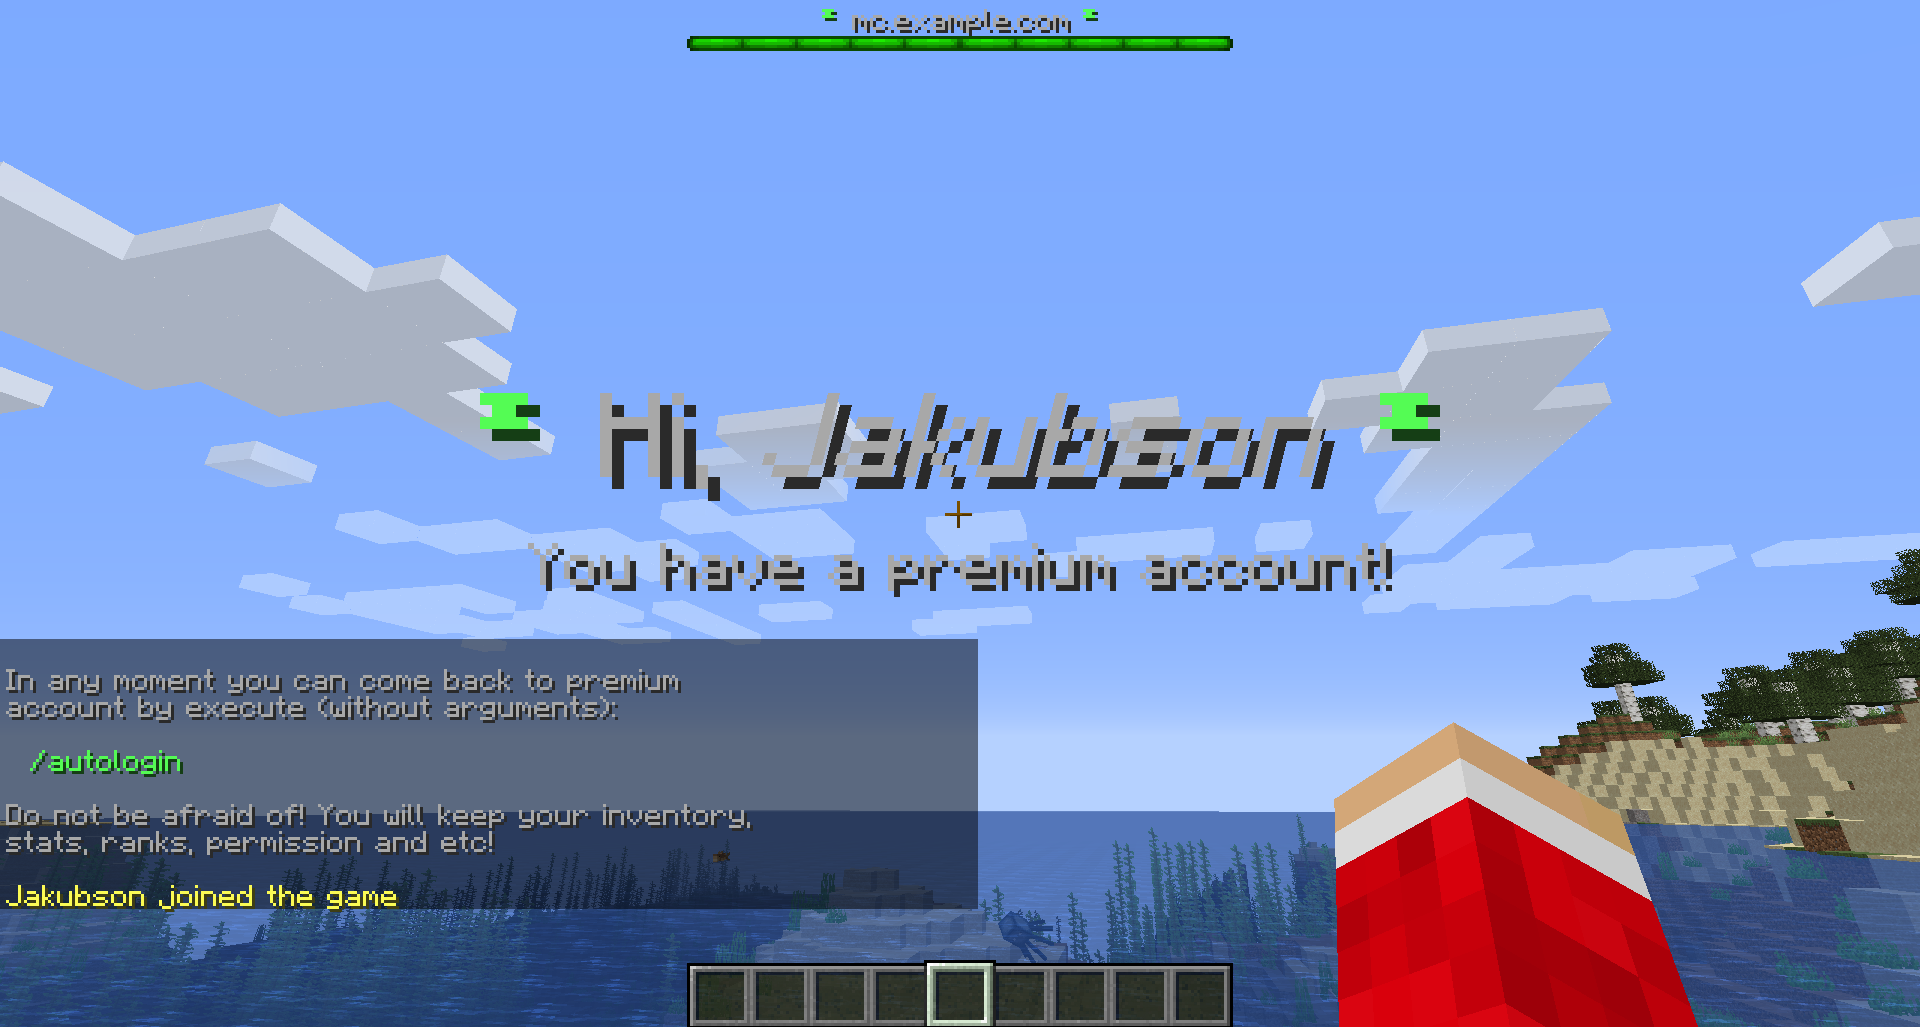 mc.example.com
Hi, Jakubson
You have a premium account!
In any moment you can come back to premium
account by execute (without arguments):
/autologin
Do not be afraid of! You will keep your inventory,
stats, ranks, permission and etc!
Jakubson joined the game